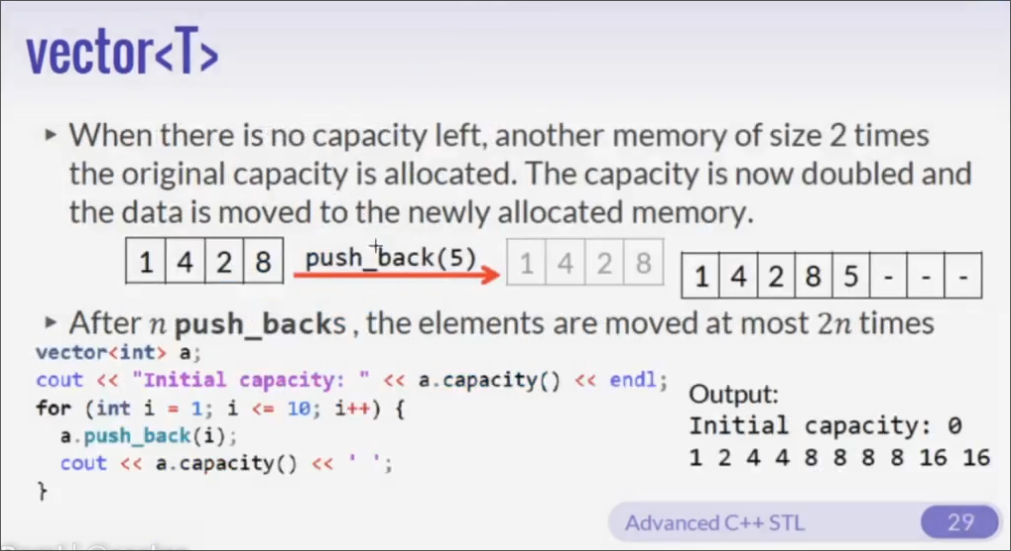 vector<T>
▸ When there is no capacity left, another memory of size 2 times
the original capacity is allocated. The capacity is now doubled and
the data is moved to the newly allocated memory.
1 4 2 8 push_back(5) 1 4 2 8 1 4 2 8 5 - - -
▸ After n push_backs , the elements are moved at most 2n times
vector<int> a;
cout << "Initial capacity: " << a.capacity() << endl;
for (int i = 1; i <= 10; i++) {
a.push_back(i);
cout << a.capacity() << ' ';
}
Output:
Initial capacity: 0
1 2 4 4 8 8 8 8 16 16
Advanced C++ STL 29